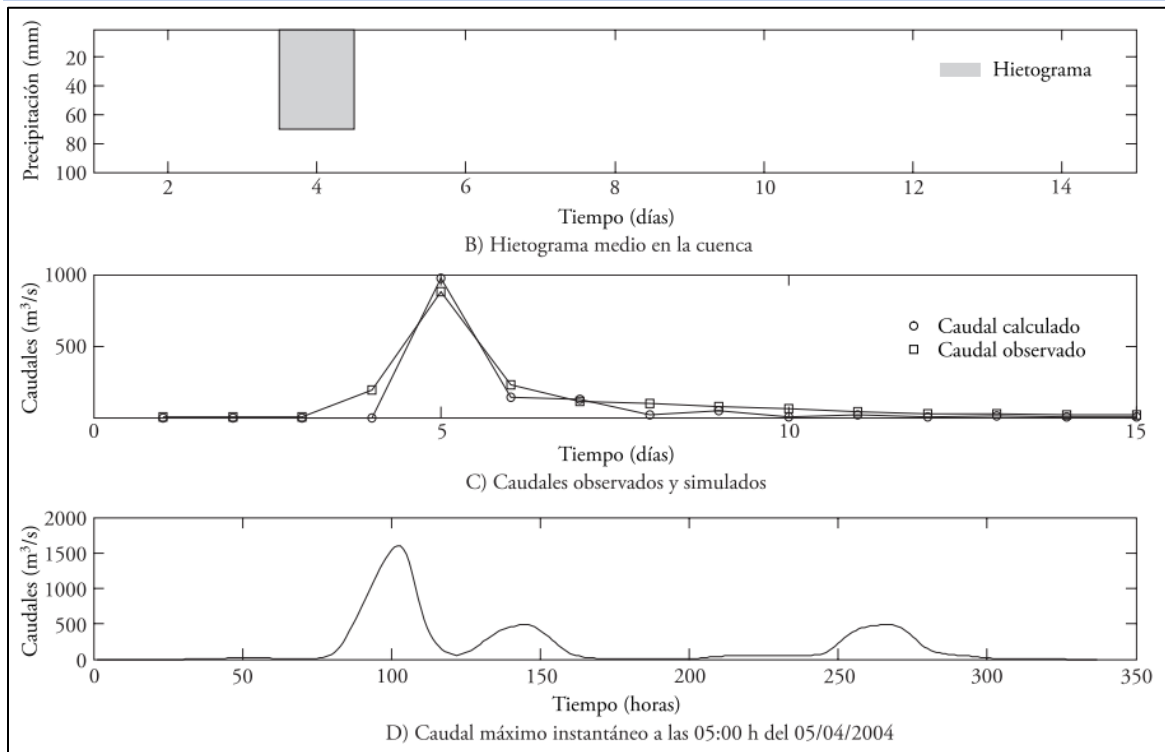 Precipitación (mm)
20
40
60
80
100
Hietograma
2 4 6 8 10 12 14
Tiempo (días)
B) Hietograma medio en la cuenca
Caudales (m³/s)
1000
500
Caudal calculado
Caudal observado
0 5 10 15
Tiempo (días)
C) Caudales observados y simulados
Caudales (m³/s)
2000
1500
1000
500
0
0 50 100 150 200 250 300 350
Tiempo (horas)
D) Caudal máximo instantáneo a las 05:00 h del 05/04/2004